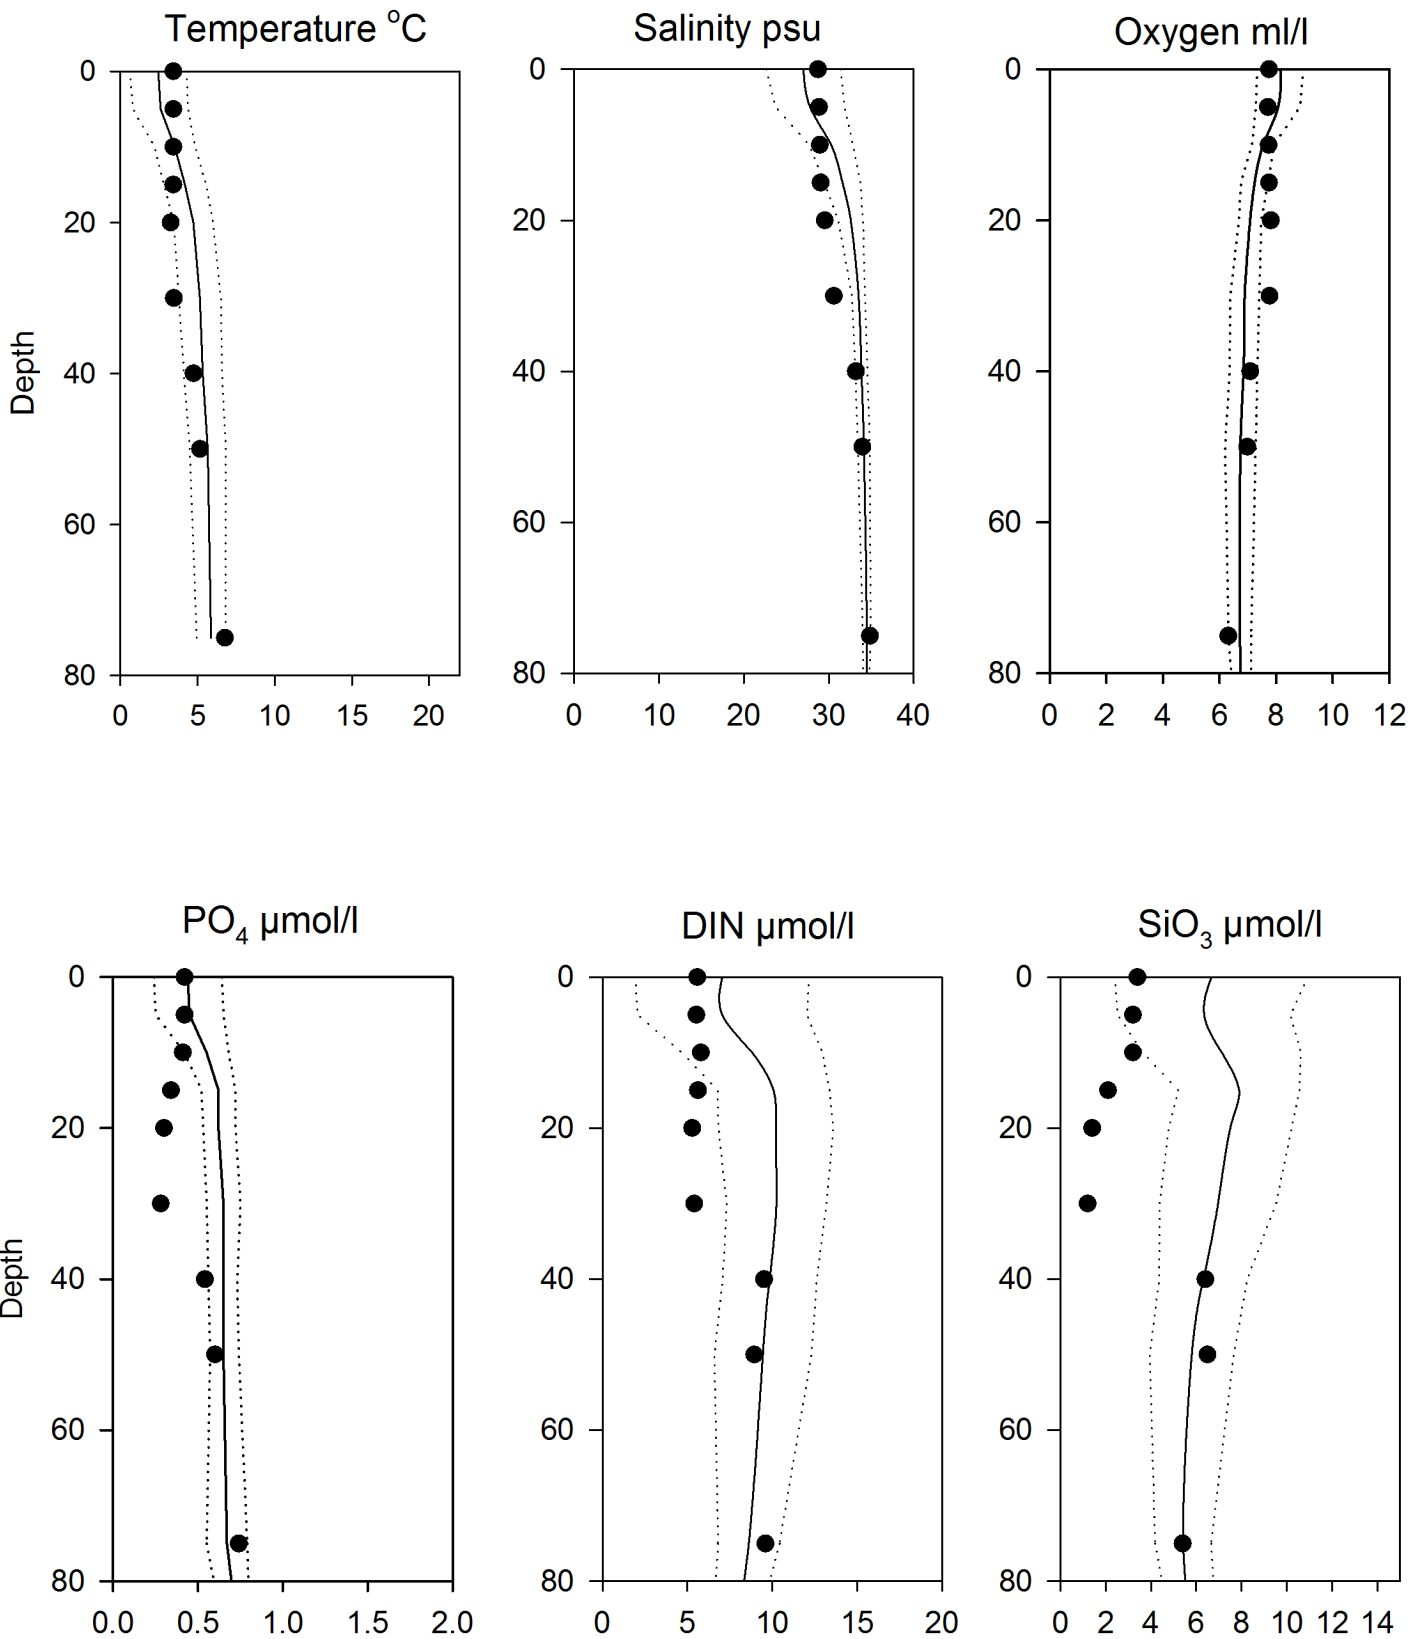 Temperature °C
Salinity psu
Oxygen ml/l
0
20
40
60
80
Depth
0 5 10 15 20
0
20
40
60
80
0 10 20 30 40
0
20
40
60
80
0 2 4 6 8 10 12
PO4 µmol/l
DIN µmol/l
SiO3 µmol/l
0
20
40
60
80
Depth
0.0 0.5 1.0 1.5 2.0
0
20
40
60
80
0 5 10 15 20
0
20
40
60
80
0 2 4 6 8 10 12 14